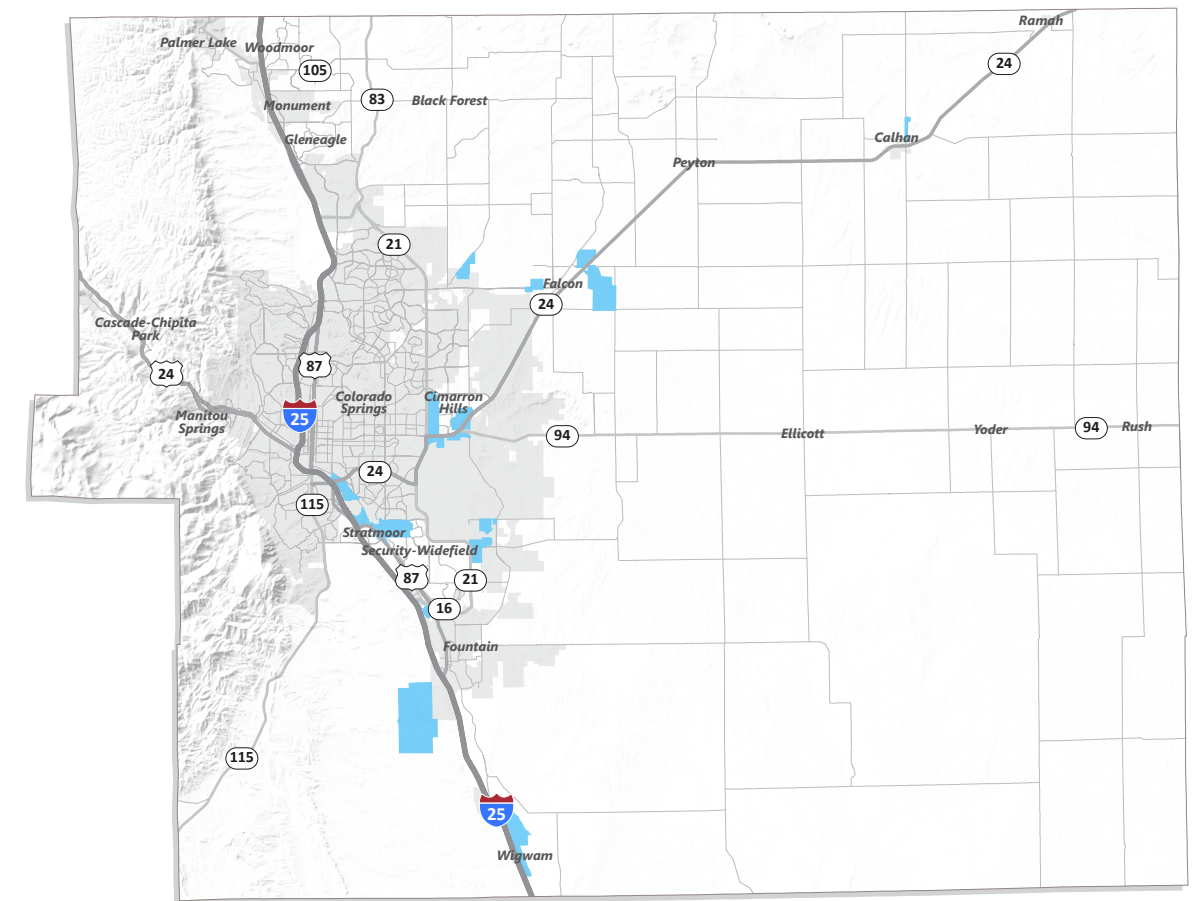 Ramah
Palmer Lake
Woodmoor
24
105
83
Black Forest
Monument
Gleneagle
Calhan
Peyton
21
Falcon
24
Cascade-Chipita
Park
87
24
Colorado
Springs
Cimarron
Hills
25
Manitou
Springs
94
Ellicott
Yoder
94
Rush
24
115
Stratmoor
Security-Widefield
87
21
16
Fountain
115
25
Wigwam